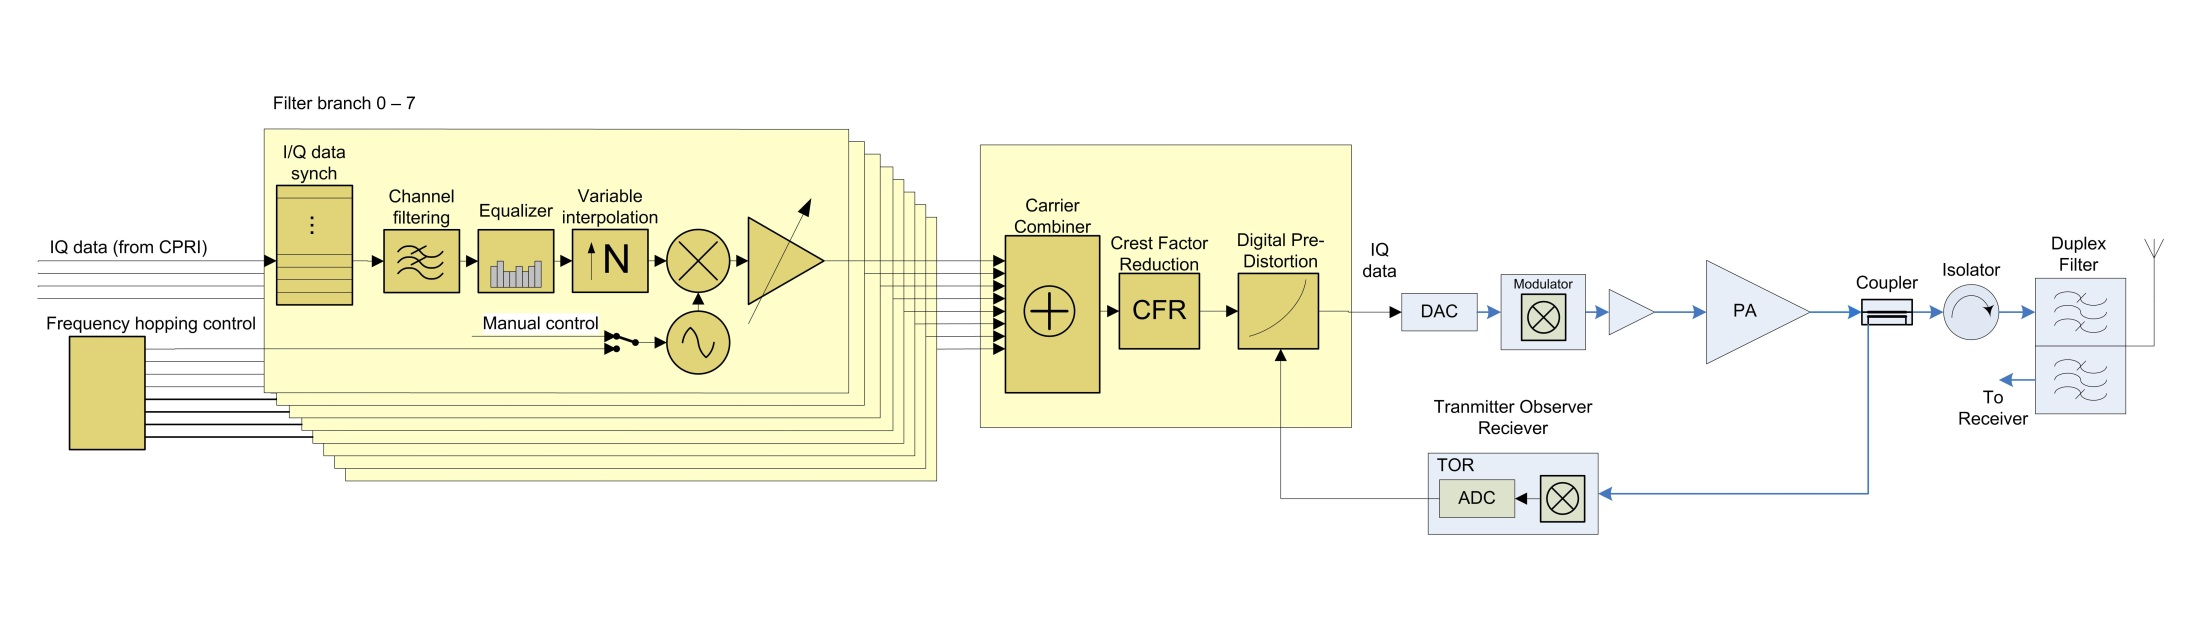 Filter branch 0 – 7
I/Q data
synch
Channel
filtering
Equalizer
Variable
interpolation
N
IQ data (from CPRI)
Frequency hopping control
Manual control
Carrier
Combiner
Crest Factor
Reduction
CFR
Digital Pre-
Distortion
IQ
data
DAC
Modulator
PA
Coupler
Isolator
Duplex
Filter
To
Receiver
Tranmitter Observer
Reciever
TOR
ADC